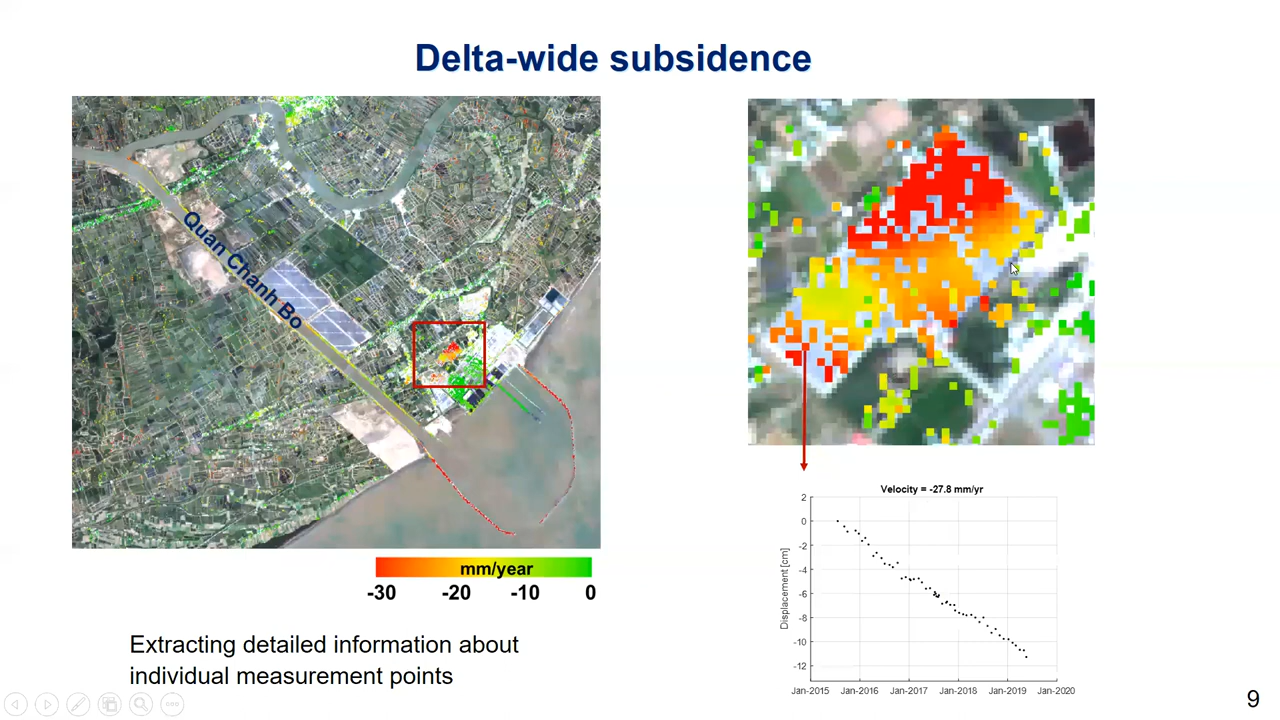 Delta-wide subsidence
Quan Chanh Bo
mm/year
-30 -20 -10 0
Extracting detailed information about
individual measurement points
Velocity = -27.8 mm/yr
Displacement [cm]
2
0
-2
-4
-6
-8
-10
-12
Jan-2015 Jan-2016 Jan-2017 Jan-2018 Jan-2019 Jan-2020
9